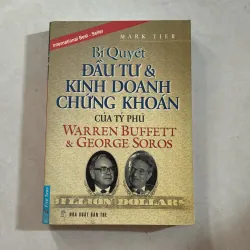 MARK TIER
International Best - Seller
Bí Quyết
ĐẦU TƯ &
KINH DOANH
CHỨNG KHOÁN
CỦA TỶ PHÚ
WARREN BUFFETT
& GEORGE SOROS
BILLION DOLLARS
NHÀ XUẤT BẢN TRẺ